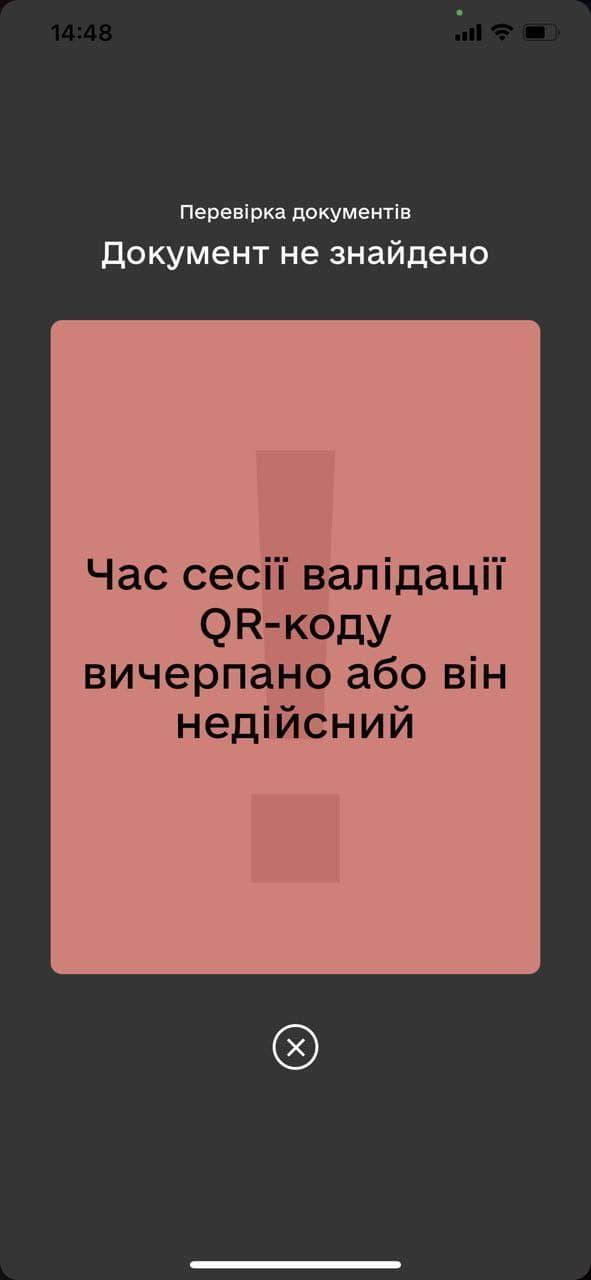 14:48
Перевірка документів
Документ не знайдено
Час сесії валідації
QR-коду
вичерпано або він
недійсний